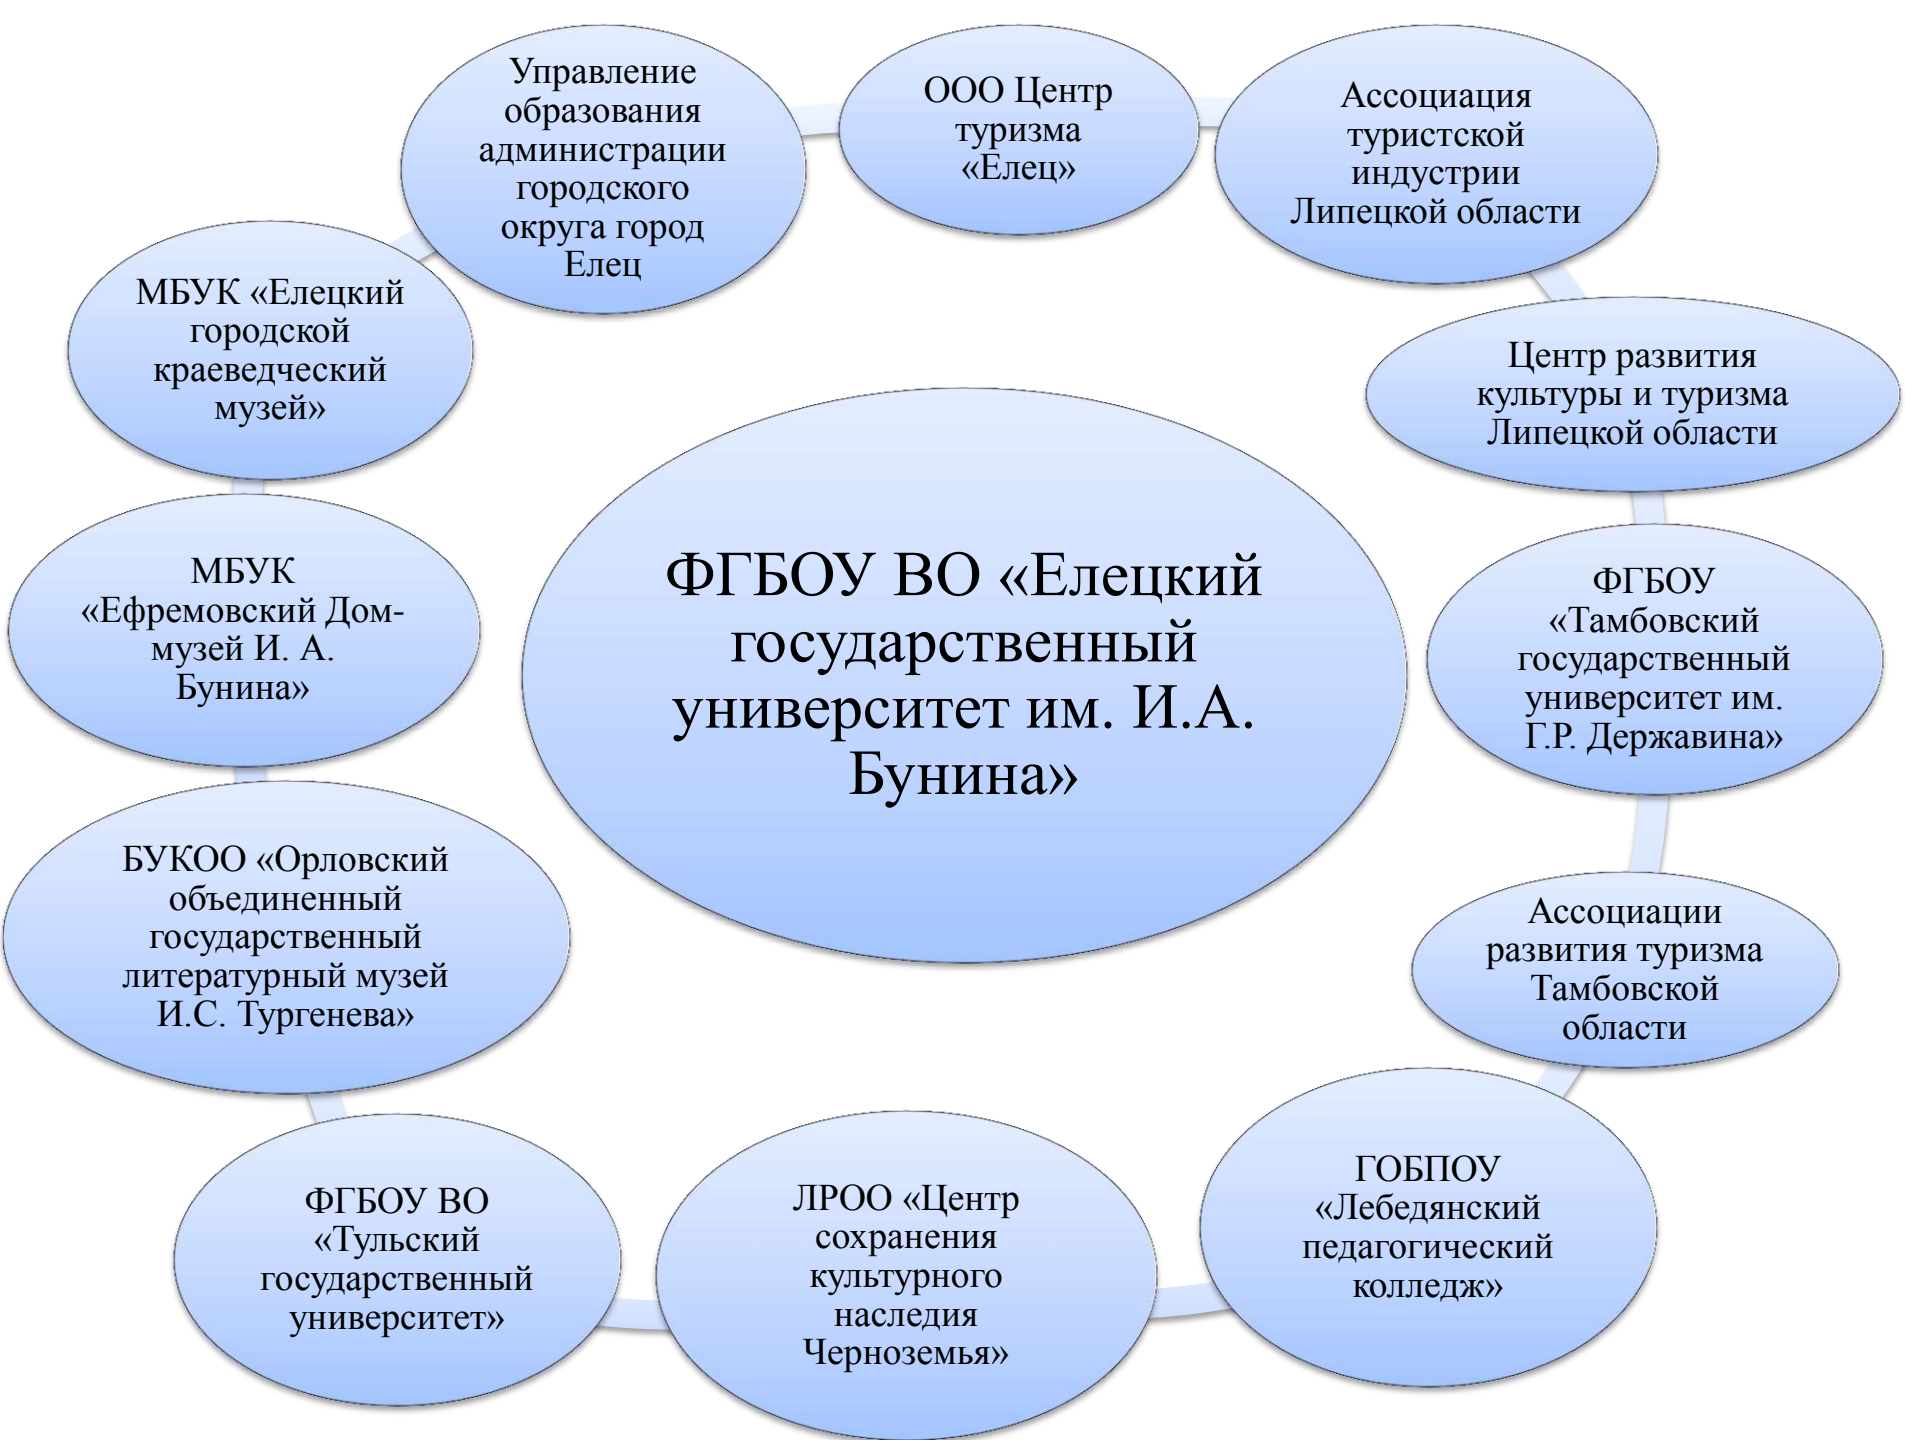 Управление
образования
администрации
городского
округа город
Елец
ООО Центр
туризма
«Елец»
Ассоциация
туристской
индустрии
Липецкой области
Центр развития
культуры и туризма
Липецкой области
ФГБОУ
«Тамбовский
государственный
университет им.
Г.Р. Державина»
Ассоциации
развития туризма
Тамбовской
области
ГОБПОУ
«Лебедянский
педагогический
колледж»
ЛРОО «Центр
сохранения
культурного
наследия
Черноземья»
ФГБОУ ВО
«Тульский
государственный
университет»
БУКОО «Орловский
объединенный
государственный
литературный музей
И.С. Тургенева»
МБУК
«Ефремовский Дом-
музей И. А.
Бунина»
МБУК «Елецкий
городской
краеведческий
музей»
ФГБОУ ВО «Елецкий
государственный
университет им. И.А.
Бунина»